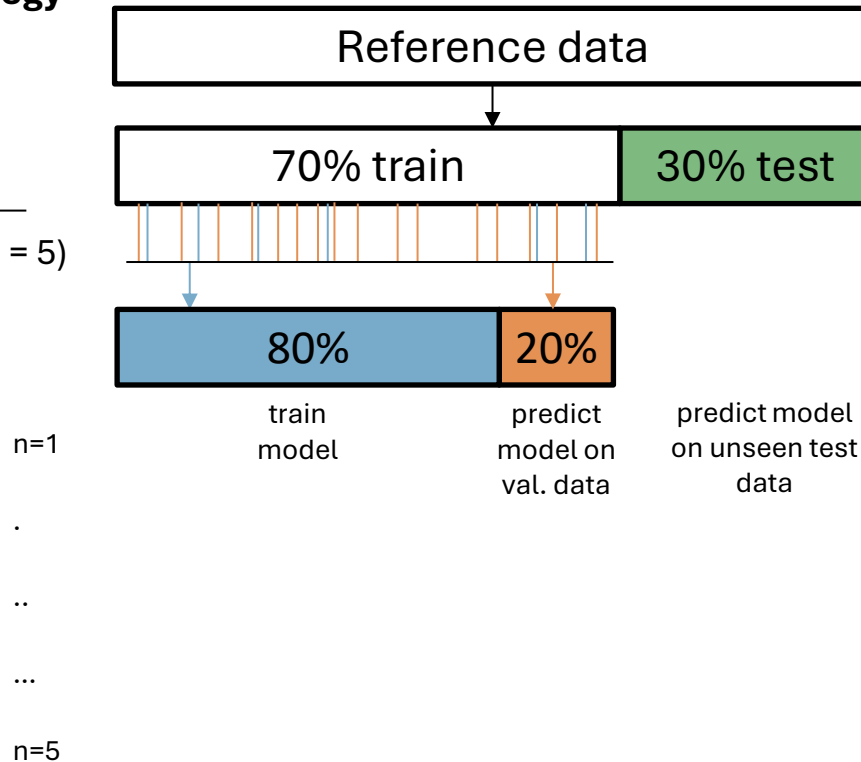 ogy
Reference data
70% train
30% test
= 5)
80%
20%
train
model
predict
model on
val. data
predict model
on unseen test
data
n=1
.
..
...
n=5